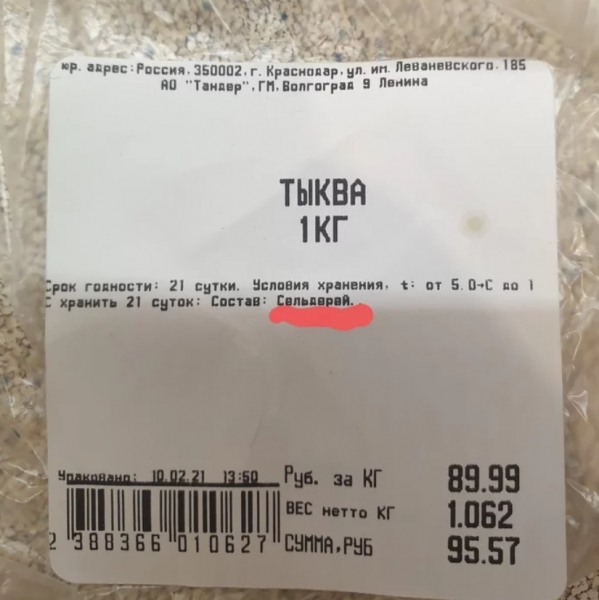 юр. адрес:Россия, 350002, г. Краснодар, ул. им. Леваневского, 185
АО "Тандер", ГМ, Волгоград 9 Ленина
ТЫКВА
1КГ
Срок годности: 21 сутки. Условия хранения, t: от 5.0+С до 1
С хранить 21 суток: Состав: Сельдерей.
Упаковано: 10.02.21 13:50
Руб. за КГ 89.99
ВЕС нетто КГ 1.062
СУММА,РУБ 95.57
2 388366 010627